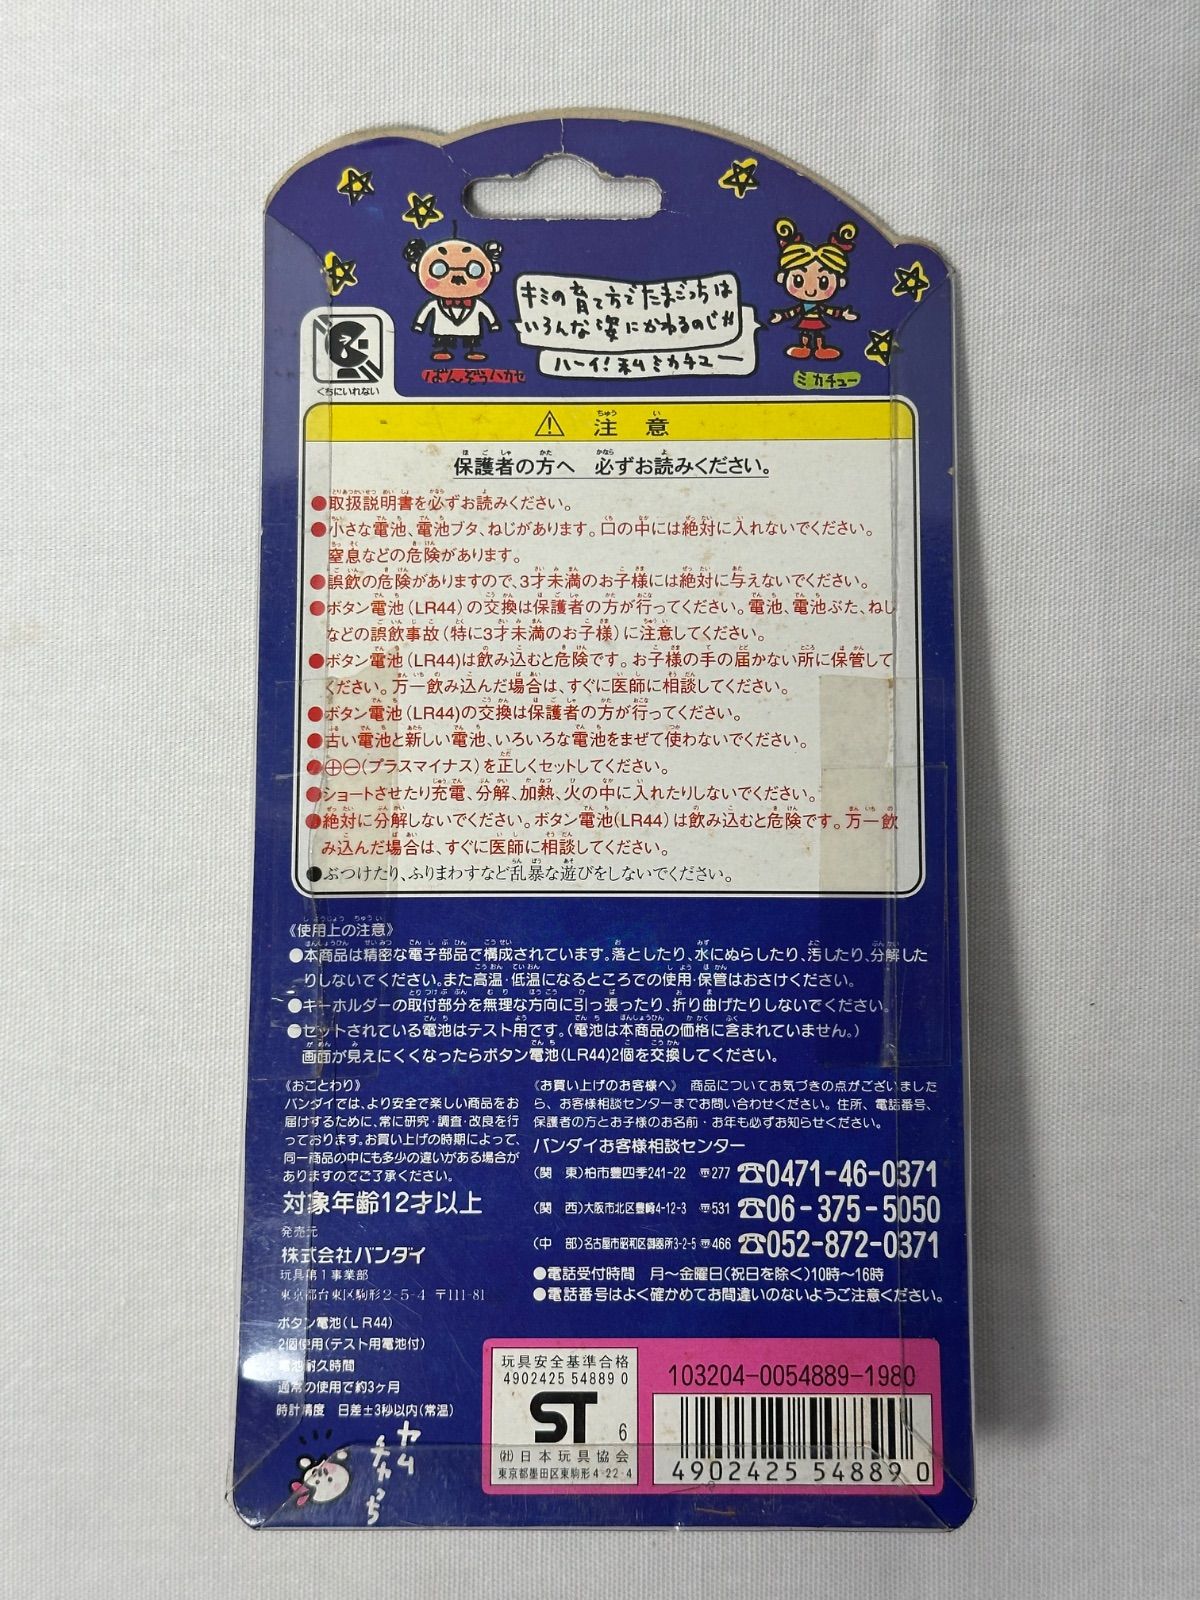 キミの育て方でたまごっちは
いろんな姿にかわるのじゃ
ハーイ!私ミカチュー
ばんぞうハカセ
ミカチュー
くちにいれない
⚠ 注意
保護者の方へ 必ずお読みください。
●取扱説明書を必ずお読みください。
●小さな電池、電池ブタ、ねじがあります。口の中には絶対に入れないでください。
窒息などの危険があります。
●誤飲の危険がありますので、3才未満のお子様には絶対に与えないでください。
●ボタン電池(LR44)の交換は保護者の方が行ってください。電池、電池ぶた、ねじ
などの誤飲事故(特に3才未満のお子様)に注意してください。
●ボタン電池(LR44)は飲み込むと危険です。お子様の手の届かない所に保管して
ください。万一飲み込んだ場合は、すぐに医師に相談してください。
●ボタン電池(LR44)の交換は保護者の方が行ってください。
●古い電池と新しい電池、いろいろな電池をまぜて使わないでください。
●⊕⊖(プラスマイナス)を正しくセットしてください。
●ショートさせたり充電、分解、加熱、火の中に入れたりしないでください。
●絶対に分解しないでください。ボタン電池(LR44)は飲み込むと危険です。万一飲
み込んだ場合は、すぐに医師に相談してください。
●ぶつけたり、ふりまわすなど乱暴な遊びをしないでください。
《使用上の注意》
●本商品は精密な電子部品で構成されています。落としたり、水にぬらしたり、汚したり、分解した
りしないでください。また高温・低温になるところでの使用・保管はおさけください。
●キーホルダーの取付部分を無理な方向に引っ張ったり、折り曲げたりしないでください。
●セットされている電池はテスト用です。(電池は本商品の価格に含まれていません。)
画面が見えにくくなったらボタン電池(LR44)2個を交換してください。
《おことわり》
バンダイでは、より安全で楽しい商品をお
届けするために、常に研究・調査・改良を行
っております。お買い上げの時期によって、
同一商品の中にも多少の違いがある場合が
ありますのでご了承ください。
対象年齢12才以上
発売元
株式会社バンダイ
玩具第1事業部
東京都台東区駒形2-5-4 〒111-81
ボタン電池(LR44)
2個使用(テスト用電池付)
電池耐久時間
通常の使用で約3ヶ月
時計精度 日差±3秒以内(常温)
ヤムチャっち
《お買い上げのお客様へ》 商品についてお気づきの点がございました
ら、お客様相談センターまでお問い合わせください。住所、電話番号、
保護者の方とお子様のお名前・お年も必ずお知らせください。
バンダイお客様相談センター
(関 東)柏市豊四季241-22 〒277 ☎0471-46-0371
(関 西)大阪市北区豊崎4-12-3 〒531 ☎06-375-5050
(中 部)名古屋市昭和区御器所3-2-5 〒466 ☎052-872-0371
●電話受付時間 月〜金曜日(祝日を除く)10時〜16時
●電話番号はよく確かめてお間違いのないようご注意ください。
玩具安全基準合格
4902425 54889 0
ST 6
(社)日本玩具協会
東京都墨田区東駒形4-22-4
103204-0054889-1980
4902425 548890